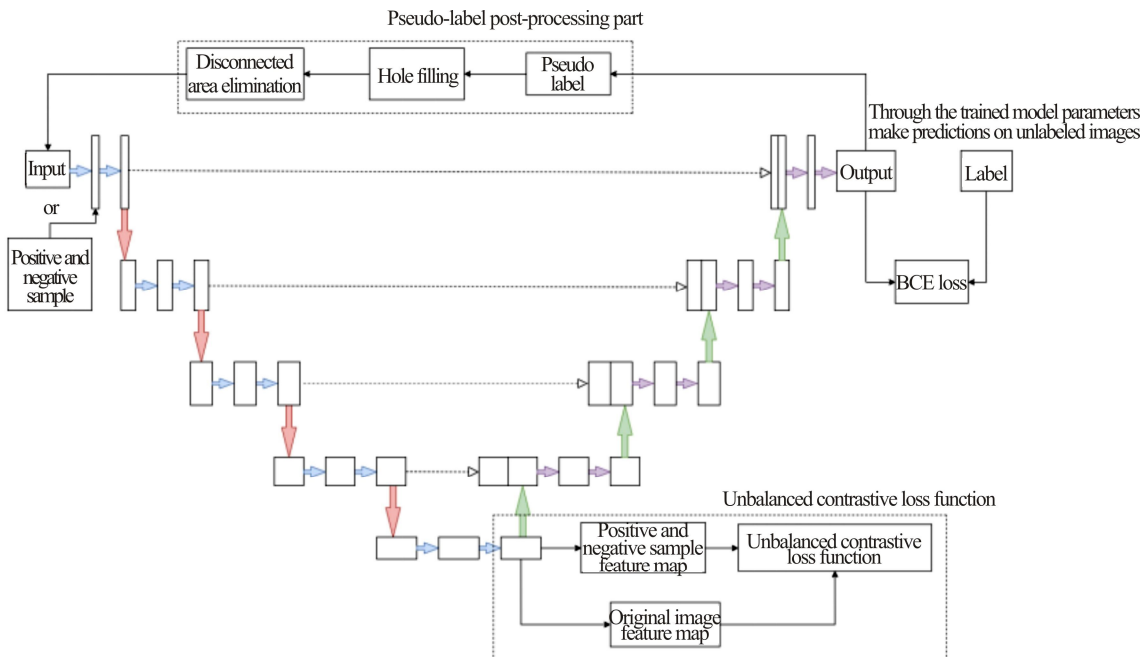 Pseudo-label post-processing part
Disconnected
area elimination
Hole filling
Pseudo
label
Through the trained model parameters
make predictions on unlabeled images
Input
Output
Label
or
Positive and
negative
sample
BCE loss
Unbalanced contrastive loss function
Positive and
negative sample
feature map
Unbalanced contrastive
loss function
Original image
feature map